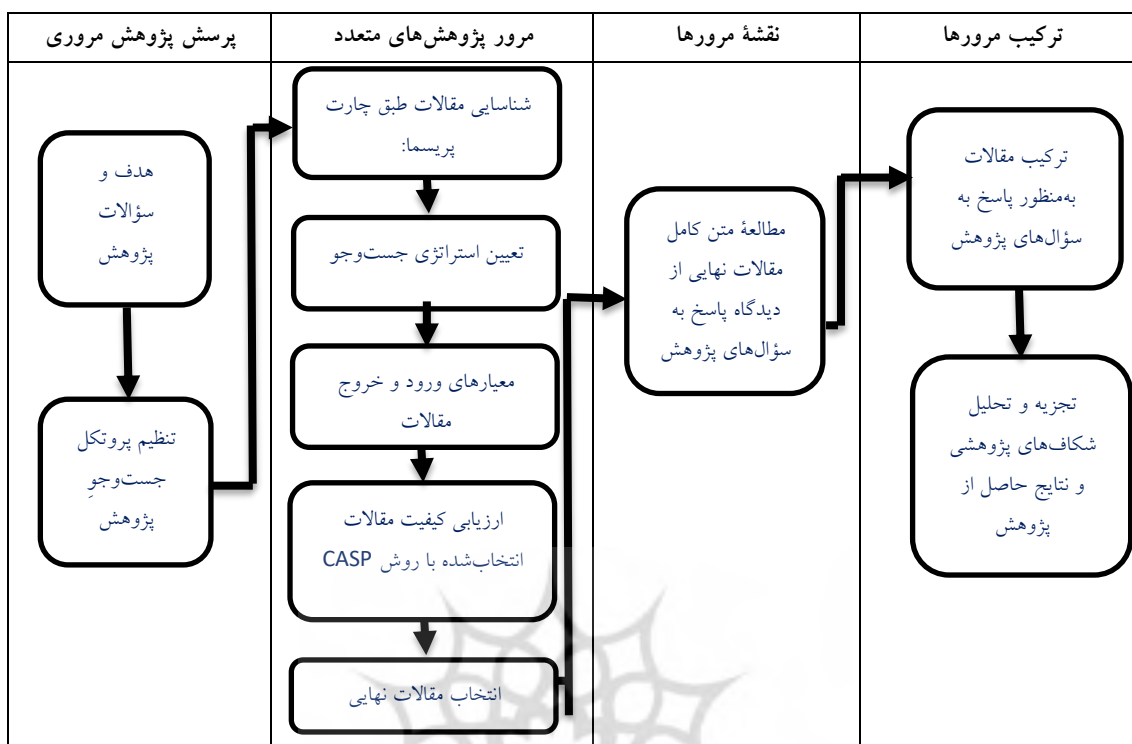 پرسش پژوهش مروری
مرور پژوهش‌های متعدد
نقشهٔ مرورها
ترکیب مرورها
هدف و
سؤالات
پژوهش
تنظیم پروتکل
جست‌وجوِ
پژوهش
شناسایی مقالات طبق چارت
پریسما:
تعیین استراتژی جست‌وجو
معیارهای ورود و خروج
مقالات
ارزیابی کیفیت مقالات
انتخاب‌شده با روش CASP
انتخاب مقالات نهایی
مطالعهٔ متن کامل
مقالات نهایی از
دیدگاه پاسخ به
سؤال‌های پژوهش
ترکیب مقالات
به‌منظور پاسخ به
سؤال‌های پژوهش
تجزیه و تحلیل
شکاف‌های پژوهشی
و نتایج حاصل از
پژوهش